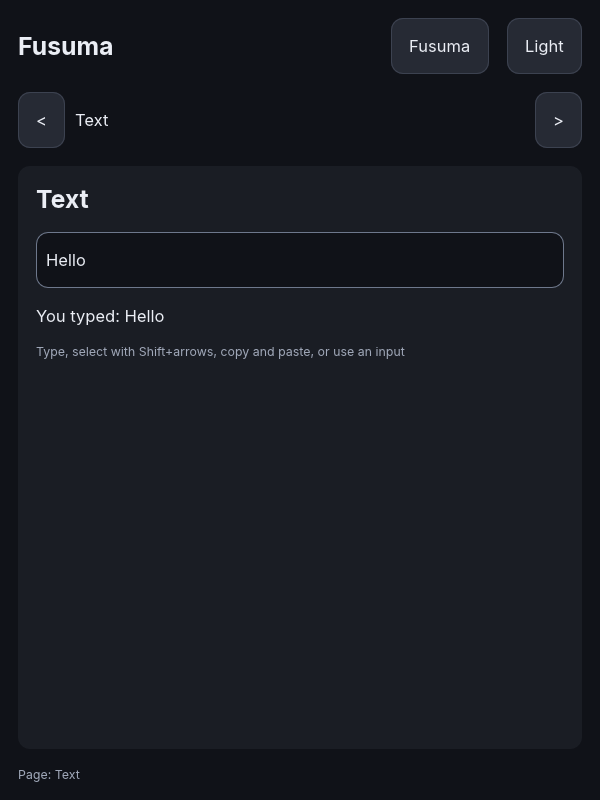 Fusuma
Fusuma
Light
<
Text
>
Text
Hello
You typed: Hello
Type, select with Shift+arrows, copy and paste, or use an input
Page: Text